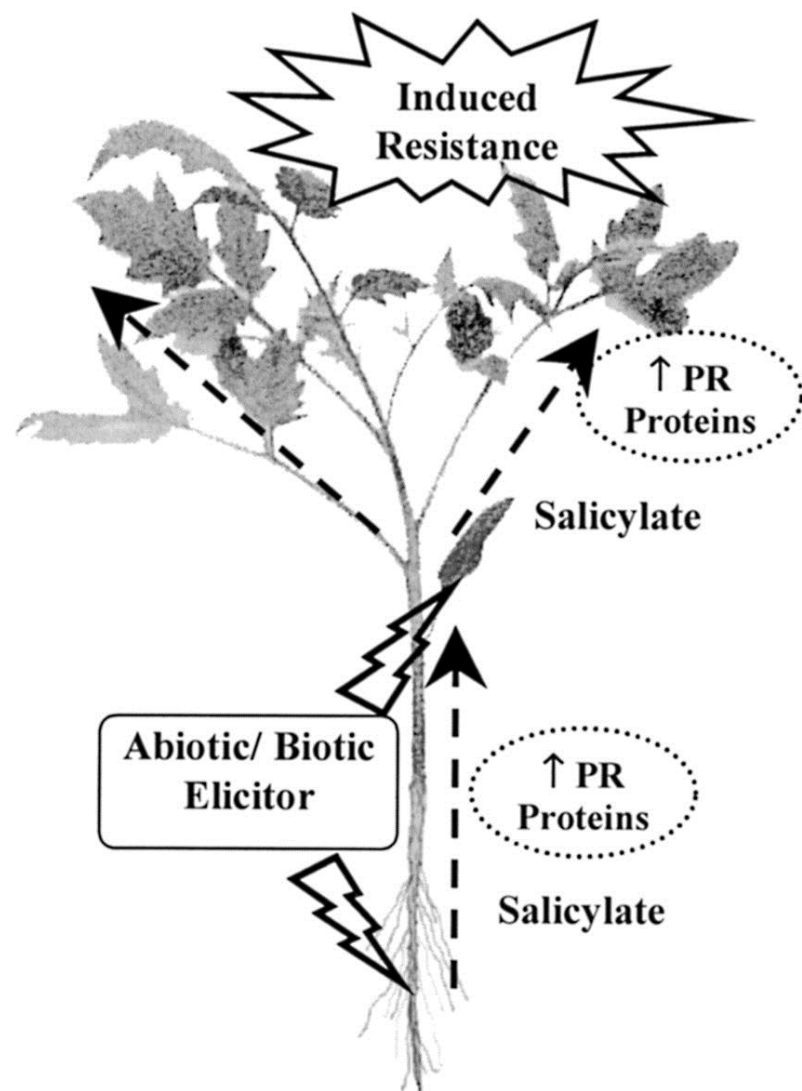 Induced
Resistance
↑ PR
Proteins
Salicylate
Abiotic/ Biotic
Elicitor
↑ PR
Proteins
Salicylate